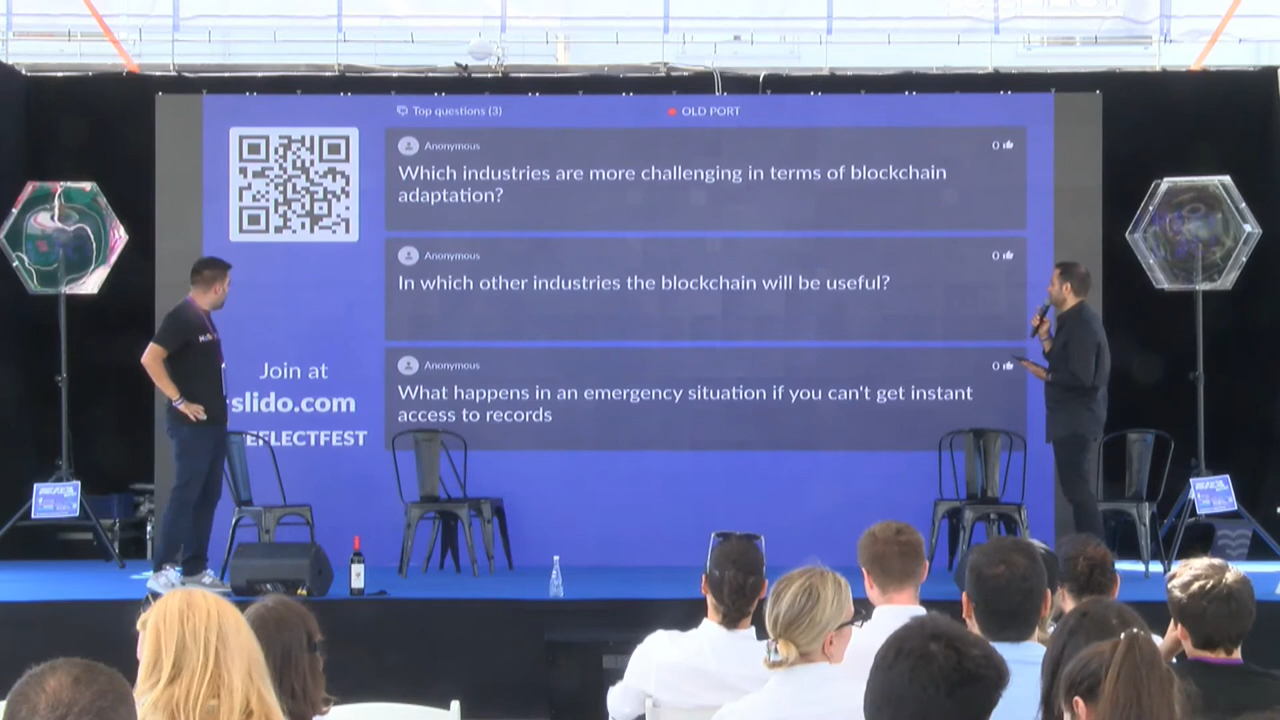 Top questions (3)
OLD PORT
Anonymous
0
Which industries are more challenging in terms of blockchain
adaptation?
Anonymous
0
In which other industries the blockchain will be useful?
Anonymous
0
What happens in an emergency situation if you can't get instant
access to records
Join at
slido.com
EFLECTFEST